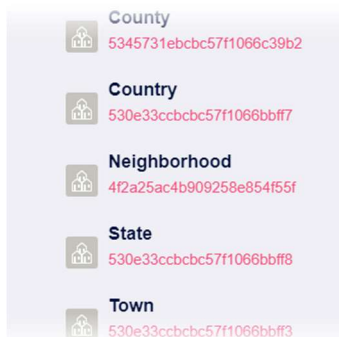 County
5345731ebcbc57f1066c39b2
Country
530e33ccbcbc57f1066bbff7
Neighborhood
4f2a25ac4b909258e854f55f
State
530e33ccbcbc57f1066bbff8
Town
530e33ccbcbc57f1066bbff3